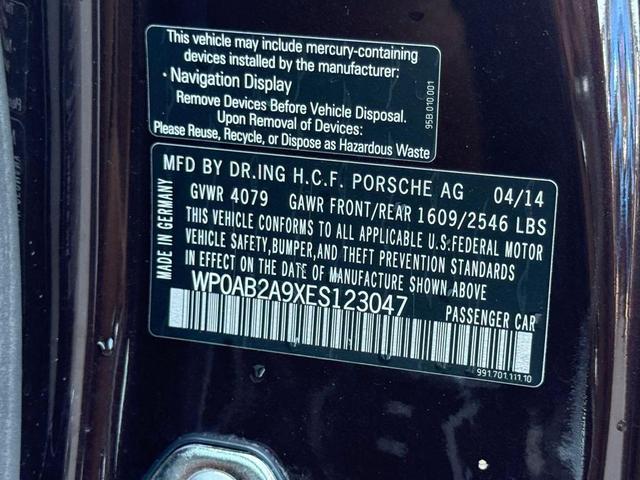 This vehicle may include mercury-containing
devices installed by the manufacturer:
• Navigation Display
Remove Devices Before Vehicle Disposal.
Upon Removal of Devices:
Please Reuse, Recycle, or Dispose as Hazardous Waste
95B.010.001
MFD BY DR.ING H.C.F. PORSCHE AG 04/14
GVWR 4079 GAWR FRONT/REAR 1609/2546 LBS
THIS VEHICLE CONFORMS TO ALL APPLICABLE U.S.FEDERAL MOTOR
VEHICLE SAFETY,BUMPER,AND THEFT PREVENTION STANDARDS
IN EFFECT ON THE DATE OF MANUFACTURE SHOWN ABOVE.
WP0AB2A9XES123047
PASSENGER CAR
MADE IN GERMANY
991.701.111.10